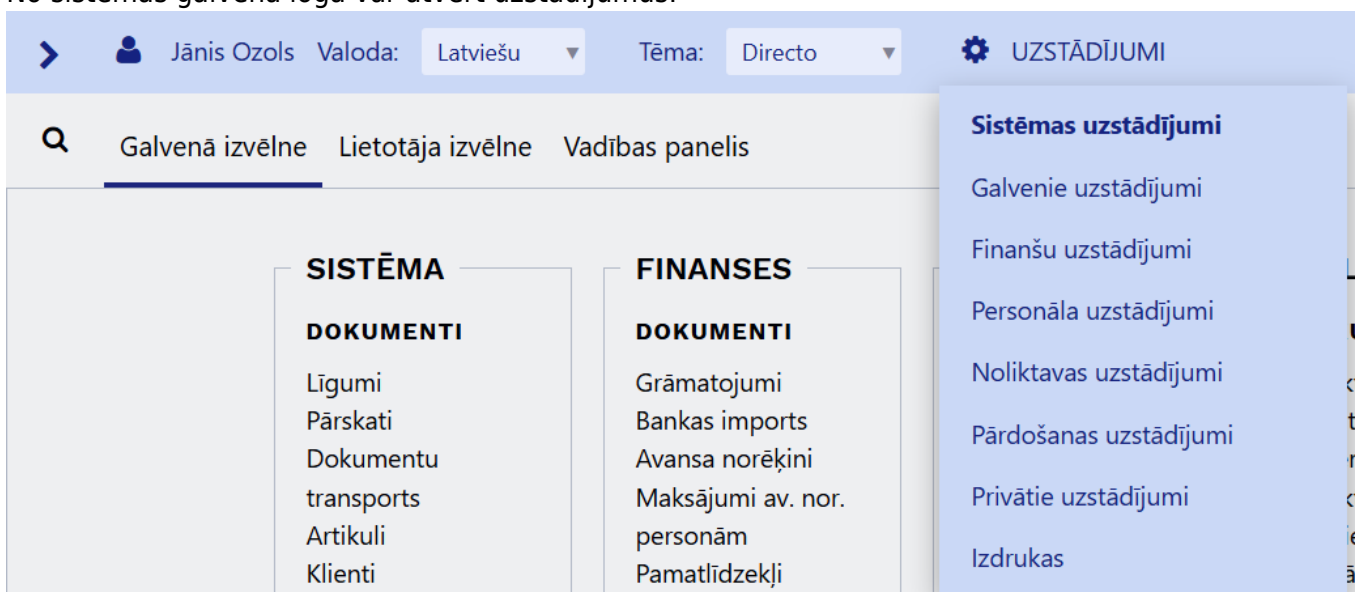 No sistēmas galvenā loga var atvērt uzstādījumus:
Jānis Ozols Valoda: Latviešu Tēma: Directo UZSTĀDĪJUMI
Galvenā izvēlne Lietotāja izvēlne Vadības panelis
Sistēmas uzstādījumi
Galvenie uzstādījumi
Finanšu uzstādījumi
Personāla uzstādījumi
Noliktavas uzstādījumi
Pārdošanas uzstādījumi
Privātie uzstādījumi
Izdrukas
SISTĒMA
DOKUMENTI
Līgumi
Pārskati
Dokumentu
transports
Artikuli
Klienti
FINANSES
DOKUMENTI
Grāmatojumi
Bankas imports
Avansa norēķini
Maksājumi av. nor.
personām
Pamatlīdzekļi